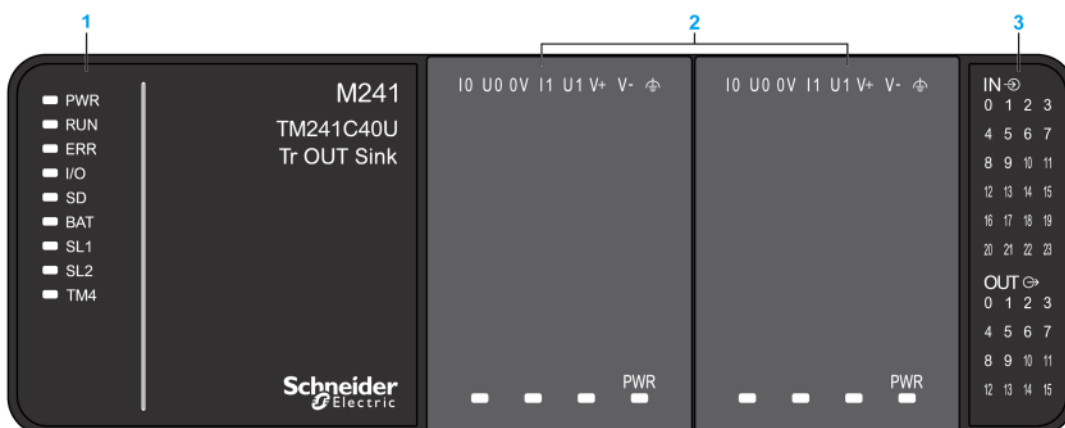 1
2
3
PWR
RUN
ERR
I/O
SD
BAT
SL1
SL2
TM4
M241
TM241C40U
Tr OUT Sink
Schneider
Electric
I0 U0 0V I1 U1 V+ V-
PWR
I0 U0 0V I1 U1 V+ V-
PWR
IN
0 1 2 3
4 5 6 7
8 9 10 11
12 13 14 15
16 17 18 19
20 21 22 23
OUT
0 1 2 3
4 5 6 7
8 9 10 11
12 13 14 15